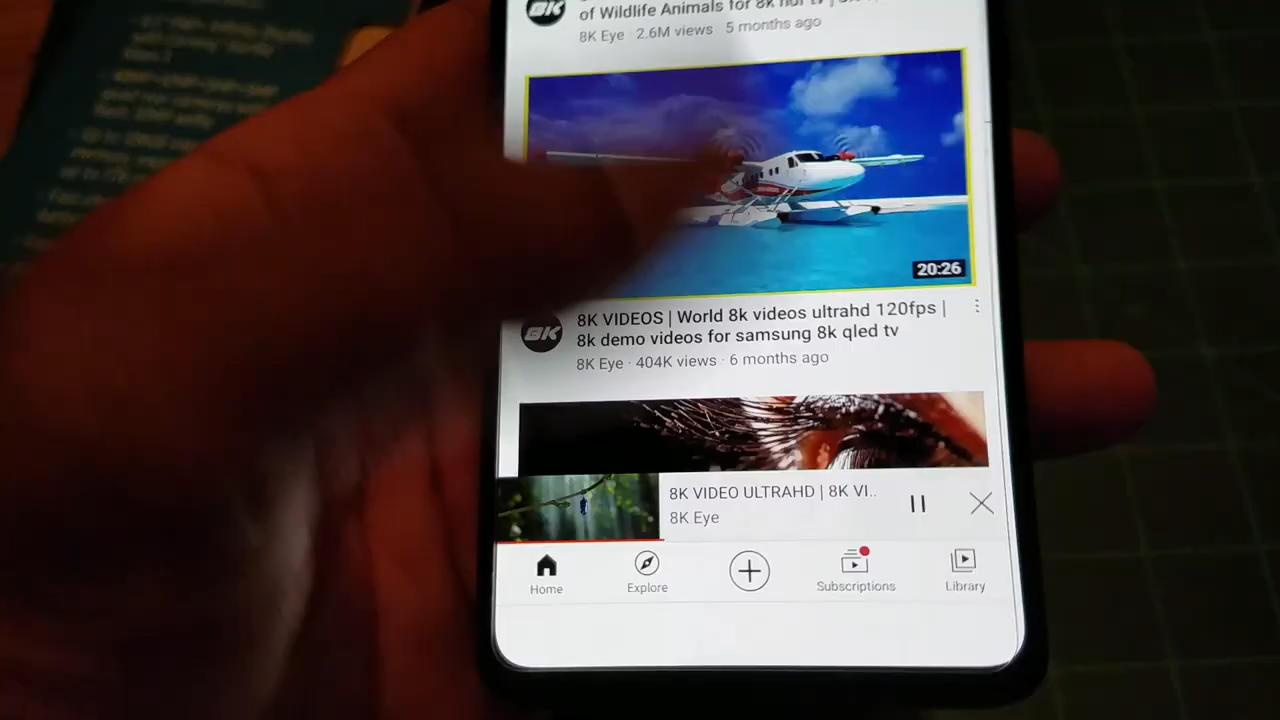 8K
of Wildlife Animals for 8k hdr tv |
8K Eye · 2.6M views · 5 months ago
20:26
8K
8K VIDEOS | World 8k videos ultrahd 120fps |
8k demo videos for samsung 8k qled tv
8K Eye · 404K views · 6 months ago
8K VIDEO ULTRAHD | 8K VI..
8K Eye
Home
Explore
Subscriptions
Library